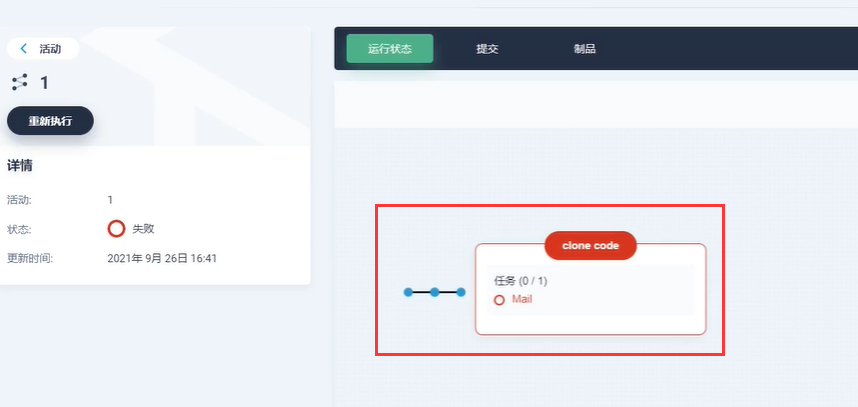 活动
1
重新执行
详情
活动: 1
状态: 失败
更新时间: 2021年 9月 26日 16:41
运行状态 提交 制品
clone code
任务 (0 / 1)
Mail